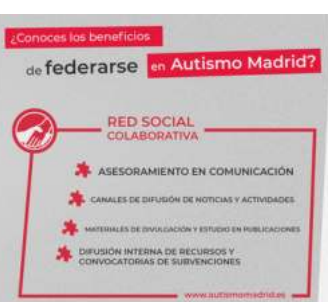 ¿Conoces los beneficios
de federarse en Autismo Madrid?
RED SOCIAL
COLABORATIVA
ASESORAMIENTO EN COMUNICACIÓN
CANALES DE DIFUSIÓN DE NOTICIAS Y ACTIVIDADES
MATERIALES DE DIVULGACIÓN Y ESTUDIO EN PUBLICACIONES
DIFUSIÓN INTERNA DE RECURSOS Y
CONVOCATORIAS DE SUBVENCIONES
www.autismomadrid.es